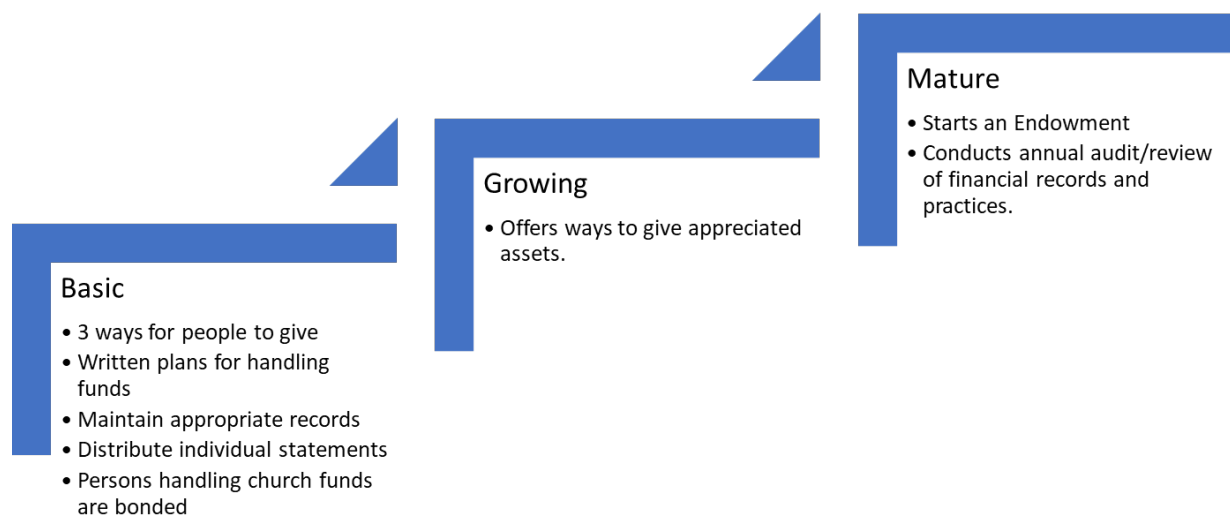 Basic
• 3 ways for people to give
• Written plans for handling
funds
• Maintain appropriate records
• Distribute individual statements
• Persons handling church funds
are bonded
Growing
• Offers ways to give appreciated
assets.
Mature
• Starts an Endowment
• Conducts annual audit/review
of financial records and
practices.